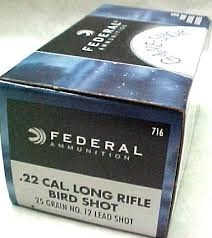 FEDERAL
AMMUNITION
716
FEDERAL
AMMUNITION
.22 CAL. LONG RIFLE
BIRD SHOT
25 GRAIN NO. 12 LEAD SHOT